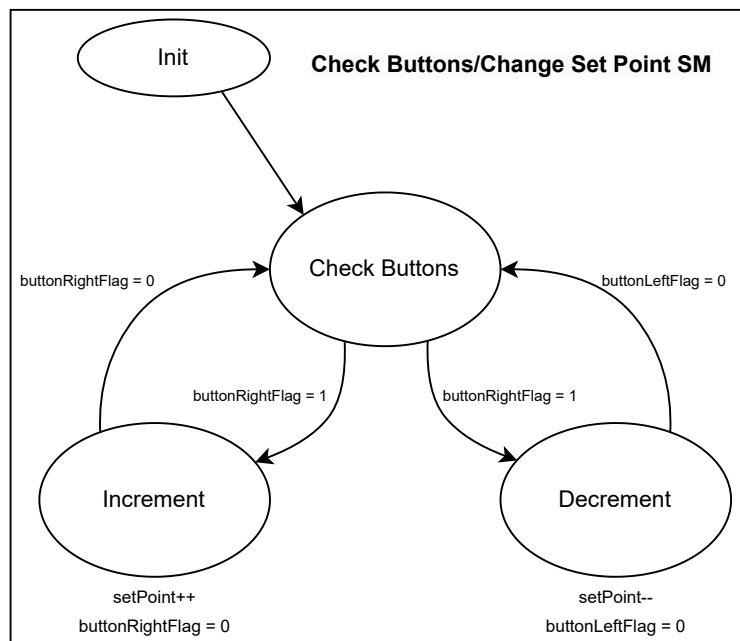 Init
Check Buttons/Change Set Point SM
Check Buttons
buttonRightFlag = 0
buttonLeftFlag = 0
buttonRightFlag = 1
buttonRightFlag = 1
Increment
Decrement
setPoint++
buttonRightFlag = 0
setPoint--
buttonLeftFlag = 0